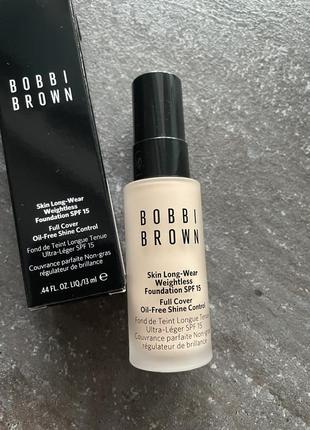 BOBBI
BROWN
Skin Long-Wear
Weightless
Foundation SPF 15
Full Cover
Oil-Free Shine Control
Fond de Teint Longue Tenue
Ultra-Léger SPF 15
Couvrance parfaite Non-gras
régulateur de brillance
.44 FL. OZ. LIQ./13 ml ℮
BOBBI
BROWN
Skin Long-Wear
Weightless
Foundation SPF 15
Full Cover
Oil-Free Shine Control
Fond de Teint Longue Tenue
Ultra-Léger SPF 15
Couvrance parfaite Non-gras
régulateur de brillance